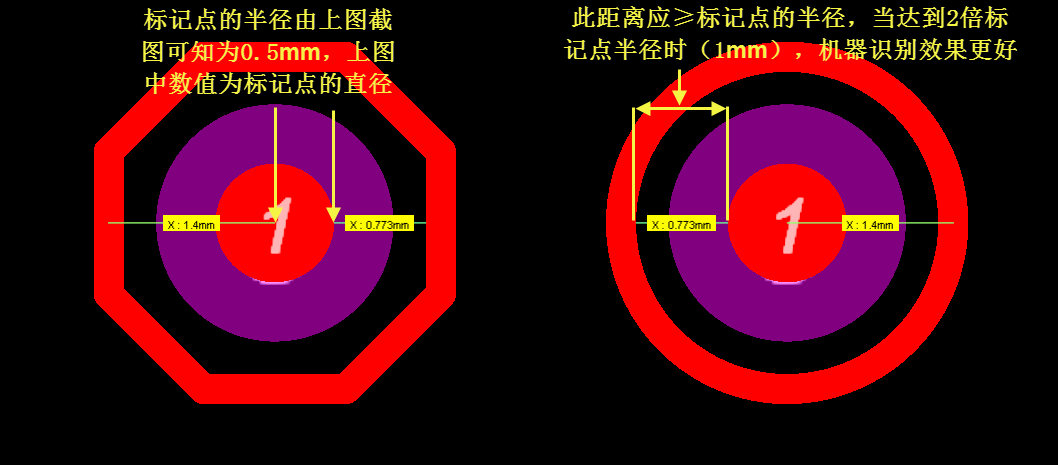 标记点的半径由上图截
图可知为0.5mm，上图
中数值为标记点的直径
X : 1.4mm
1
X : 0.773mm
此距离应≥标记点的半径，当达到2倍标
记点半径时（1mm），机器识别效果更好
X : 0.773mm
1
X : 1.4mm